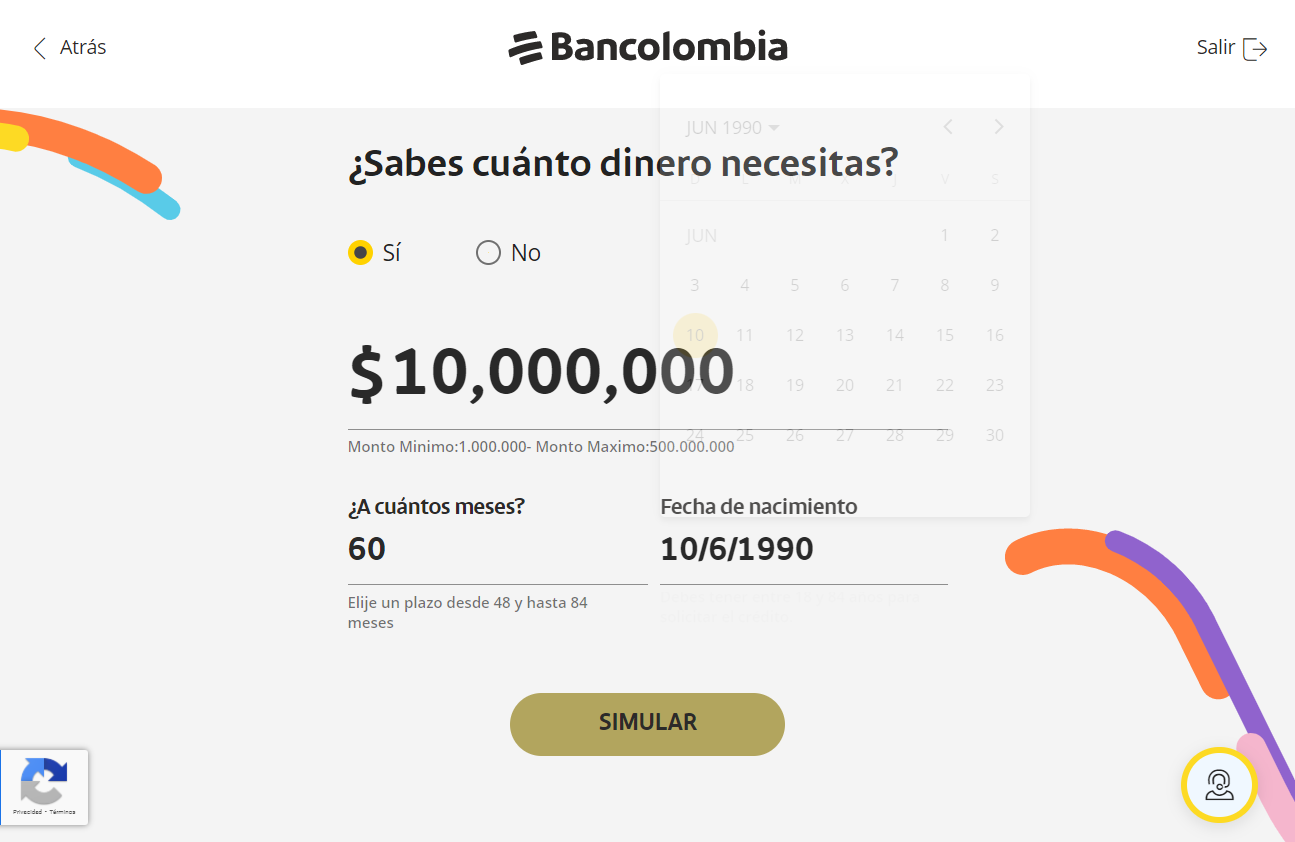 Atrás
Bancolombia
Salir
JUN 1990
¿Sabes cuánto dinero necesitas?
D L M J V S
Sí
No
JUN 1 2
3 4 5 6 7 8 9
10 11 12 13 14 15 16
$10,000,000
17 18 19 20 21 22 23
24 25 26 27 28 29 30
Monto Minimo:1.000.000- Monto Maximo:500.000.000
¿A cuántos meses?
Fecha de nacimiento
60
10/6/1990
Elije un plazo desde 48 y hasta 84
meses
SIMULAR
Privacidad - Términos